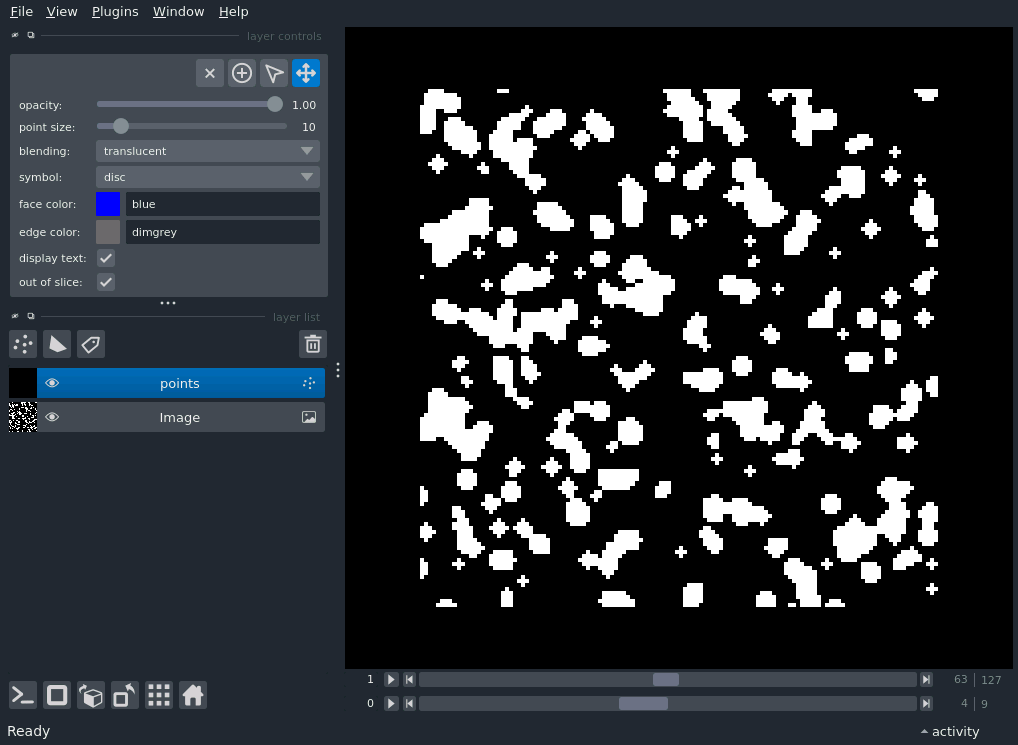 File View Plugins Window Help
layer controls
opacity: 1.00
point size: 10
blending: translucent
symbol: disc
face color: blue
edge color: dimgrey
display text:
out of slice:
layer list
points
Image
1 63 127
0 4 9
Ready activity